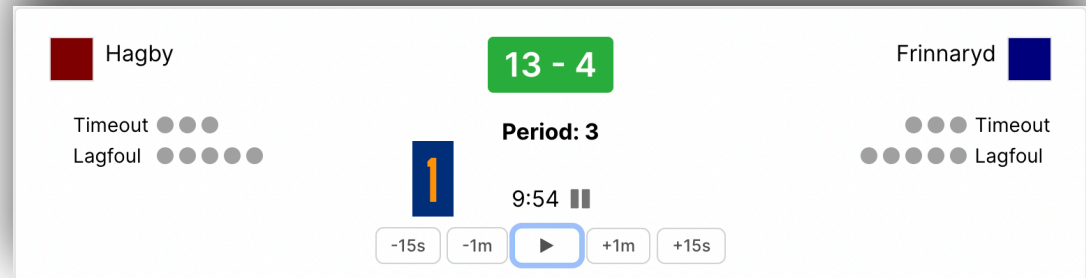 Hagby
13 - 4
Frinnaryd
Timeout
Period: 3
Timeout
Lagfoul
Lagfoul
1
9:54
-15s
-1m
+1m
+15s